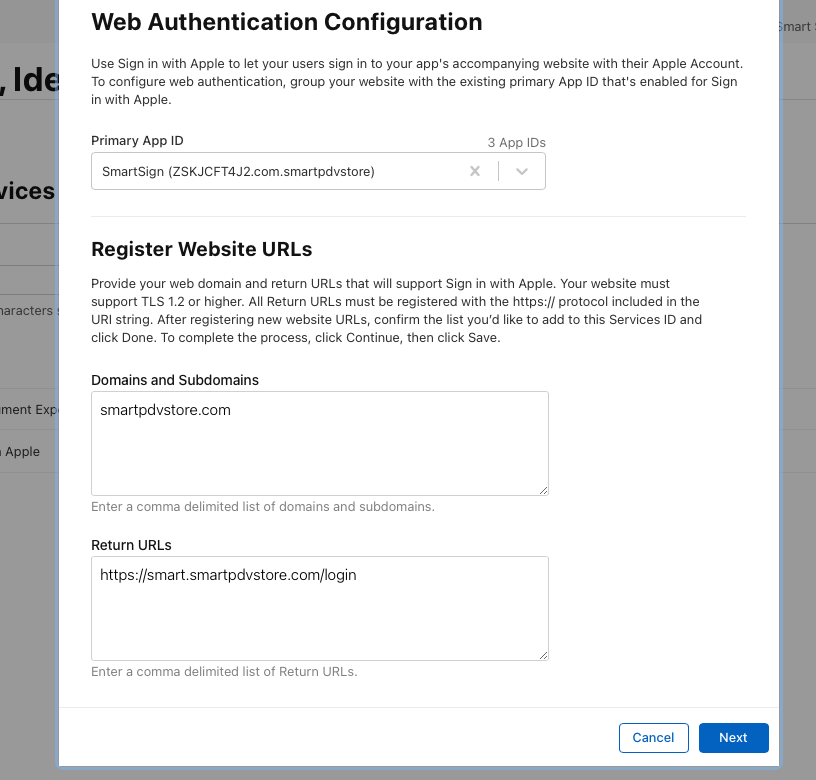 Web Authentication Configuration
Smart
Use Sign in with Apple to let your users sign in to your app's accompanying website with their Apple Account.
To configure web authentication, group your website with the existing primary App ID that's enabled for Sign
in with Apple.
, Ide
Primary App ID
3 App IDs
SmartSign (ZSKJCFT4J2.com.smartpdvstore)
vices
Register Website URLs
Provide your web domain and return URLs that will support Sign in with Apple. Your website must
support TLS 1.2 or higher. All Return URLs must be registered with the https:// protocol included in the
URI string. After registering new website URLs, confirm the list you’d like to add to this Services ID and
click Done. To complete the process, click Continue, then click Save.
haracters
Domains and Subdomains
smartpdvstore.com
ment Exp
Apple
Enter a comma delimited list of domains and subdomains.
Return URLs
https://smart.smartpdvstore.com/login
Enter a comma delimited list of Return URLs.
Cancel
Next